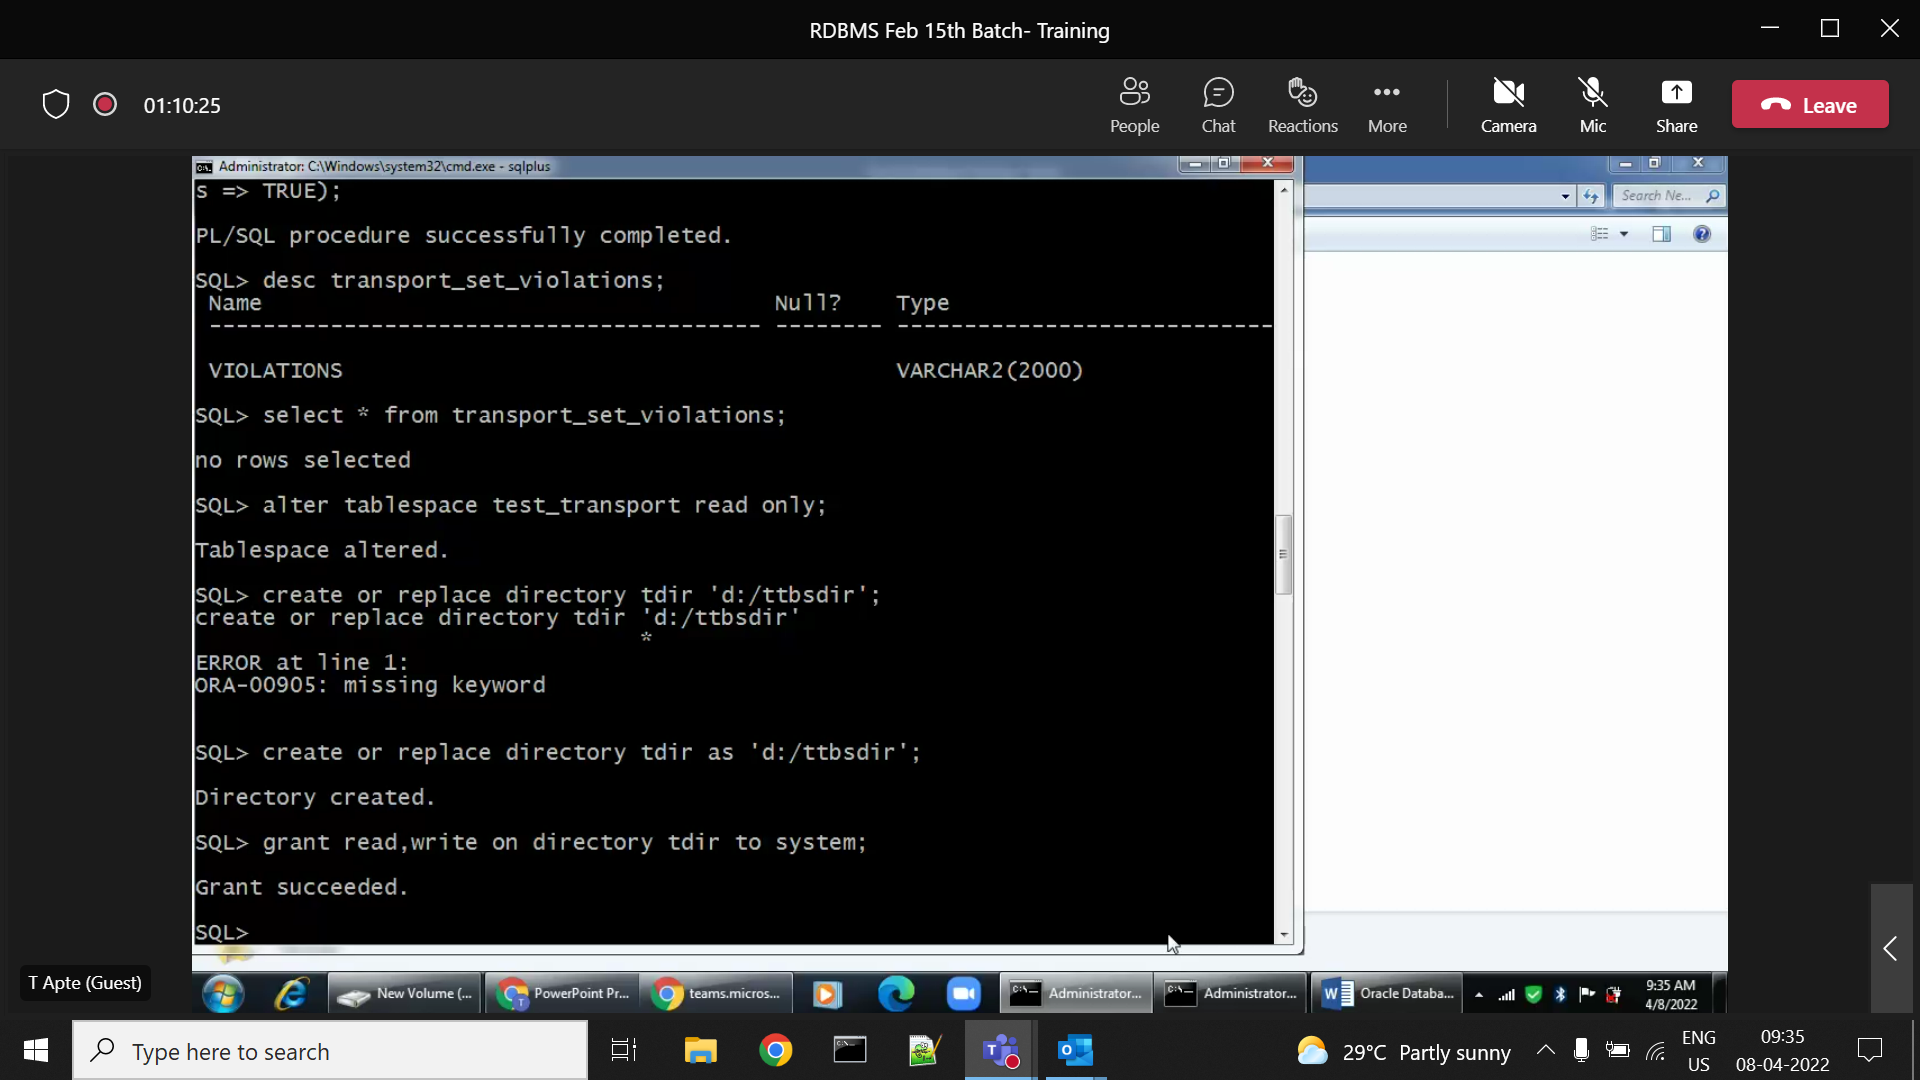 RDBMS Feb 15th Batch- Training
01:10:25
People
Chat
Reactions
More
Camera
Mic
Share
Leave
Administrator: C:\Windows\system32\cmd.exe - sqlplus
s => TRUE);
PL/SQL procedure successfully completed.
SQL> desc transport_set_violations;
Name Null? Type
----------------------------------------- -------- ----------------------------
VIOLATIONS VARCHAR2(2000)
SQL> select * from transport_set_violations;
no rows selected
SQL> alter tablespace test_transport read only;
Tablespace altered.
SQL> create or replace directory tdir 'd:/ttbsdir';
create or replace directory tdir 'd:/ttbsdir'
*
ERROR at line 1:
ORA-00905: missing keyword
SQL> create or replace directory tdir as 'd:/ttbsdir';
Directory created.
SQL> grant read,write on directory tdir to system;
Grant succeeded.
SQL>
Search Ne...
T Apte (Guest)
New Volume (...
PowerPoint Pr...
teams.micros...
Administrator...
Administrator...
Oracle Databa...
9:35 AM
4/8/2022
Type here to search
29°C Partly sunny
ENG
US
09:35
08-04-2022